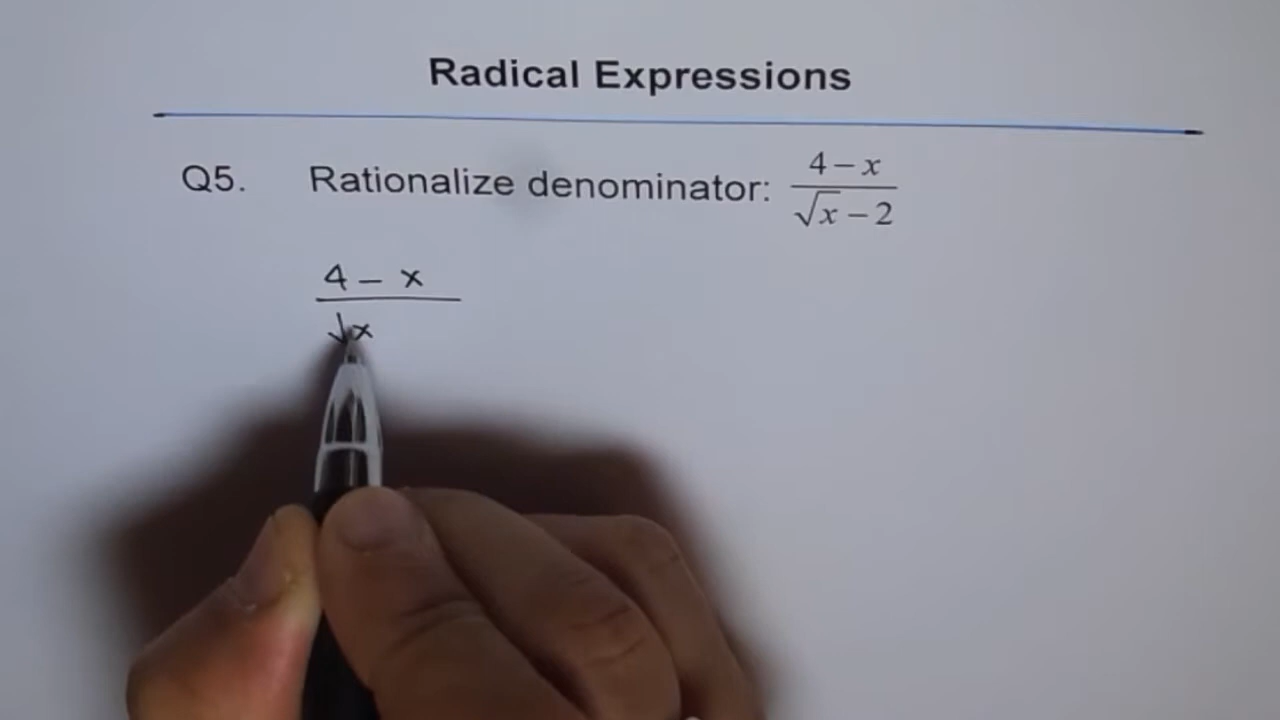 Radical Expressions
Q5. Rationalize denominator: 4 − x
√x − 2
4 − x
√x